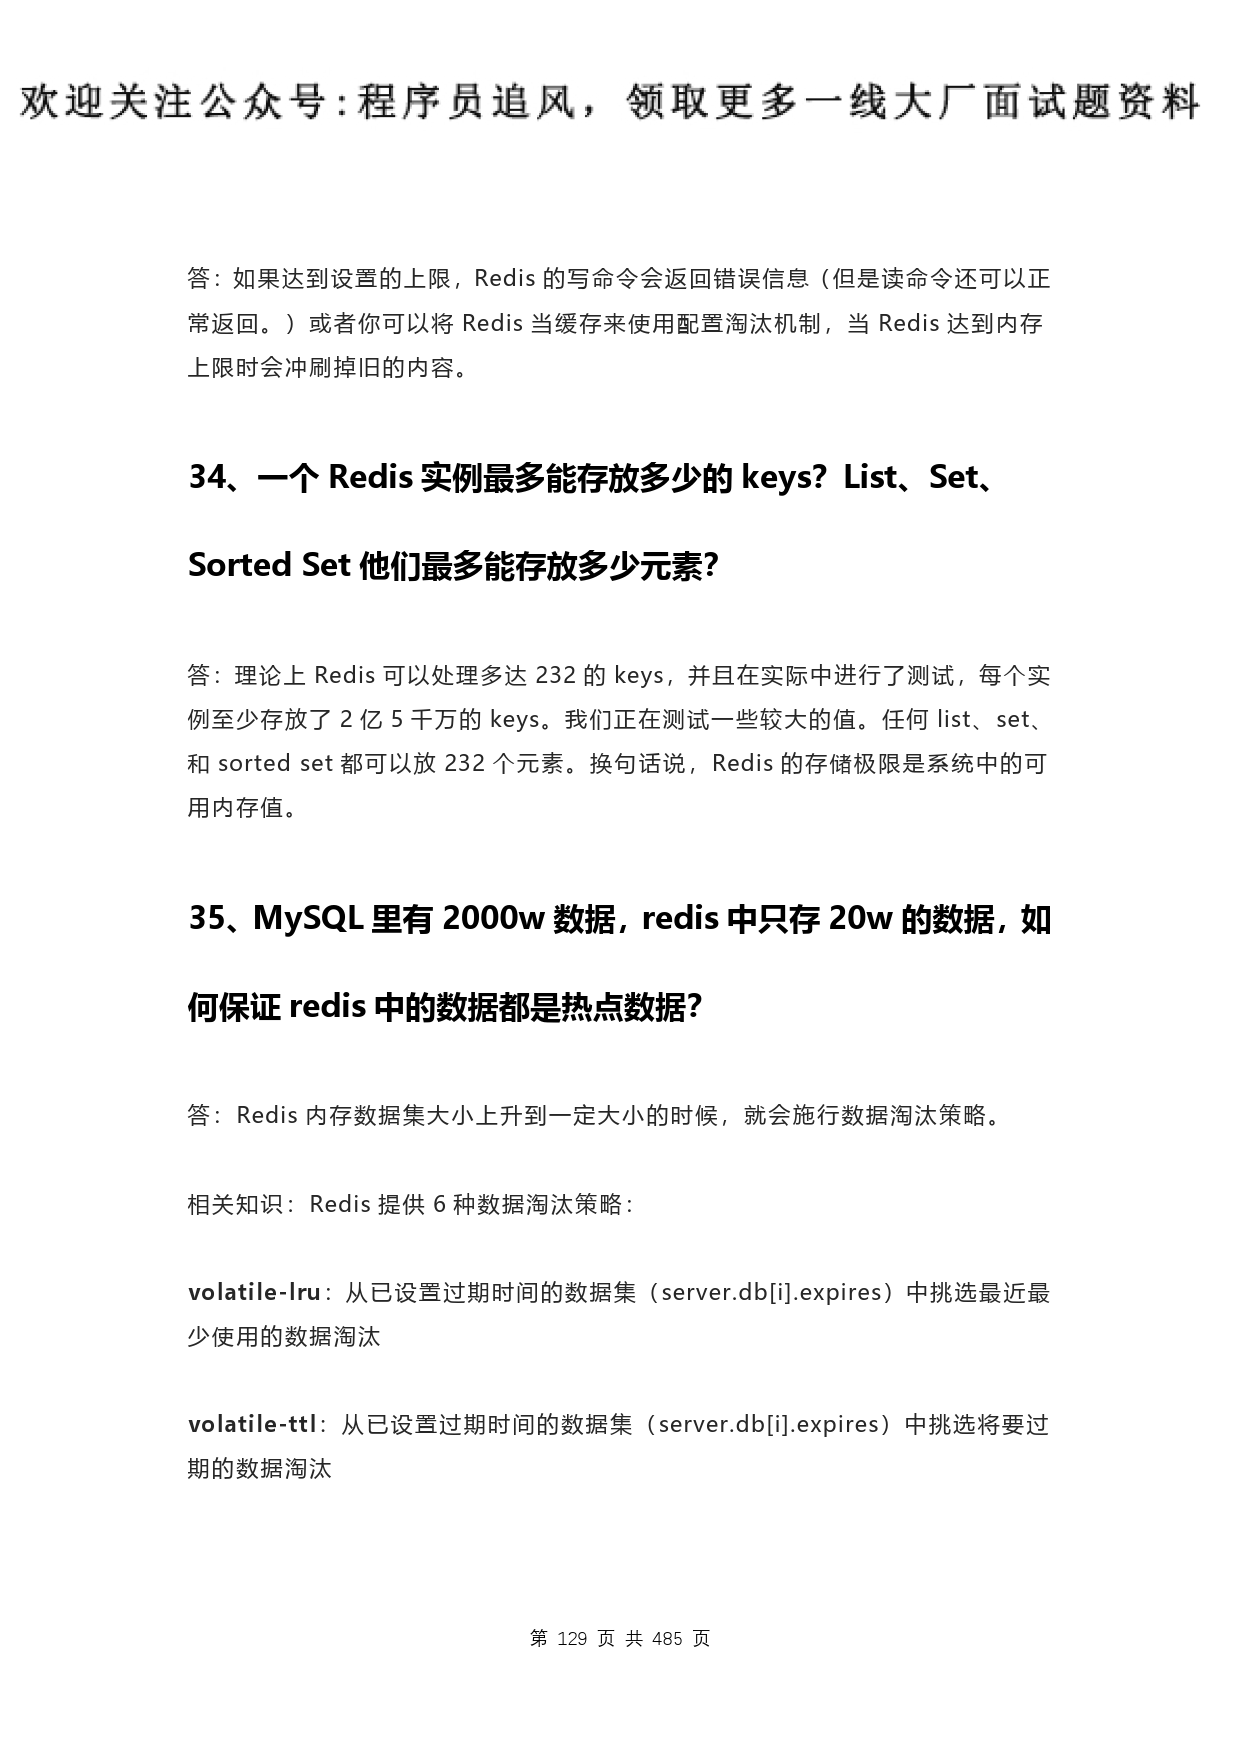 欢迎关注公众号:程序员追风，领取更多一线大厂面试题资料
答：如果达到设置的上限，Redis 的写命令会返回错误信息（但是读命令还可以正
常返回。）或者你可以将 Redis 当缓存来使用配置淘汰机制，当 Redis 达到内存
上限时会冲刷掉旧的内容。
34、一个 Redis 实例最多能存放多少的 keys？List、Set、
Sorted Set 他们最多能存放多少元素？
答：理论上 Redis 可以处理多达 232 的 keys，并且在实际中进行了测试，每个实
例至少存放了 2 亿 5 千万的 keys。我们正在测试一些较大的值。任何 list、set、
和 sorted set 都可以放 232 个元素。换句话说，Redis 的存储极限是系统中的可
用内存值。
35、MySQL 里有 2000w 数据，redis 中只存 20w 的数据，如
何保证 redis 中的数据都是热点数据？
答：Redis 内存数据集大小上升到一定大小的时候，就会施行数据淘汰策略。
相关知识：Redis 提供 6 种数据淘汰策略：
volatile-lru：从已设置过期时间的数据集（server.db[i].expires）中挑选最近最
少使用的数据淘汰
volatile-ttl：从已设置过期时间的数据集（server.db[i].expires）中挑选将要过
期的数据淘汰
第 129 页 共 485 页